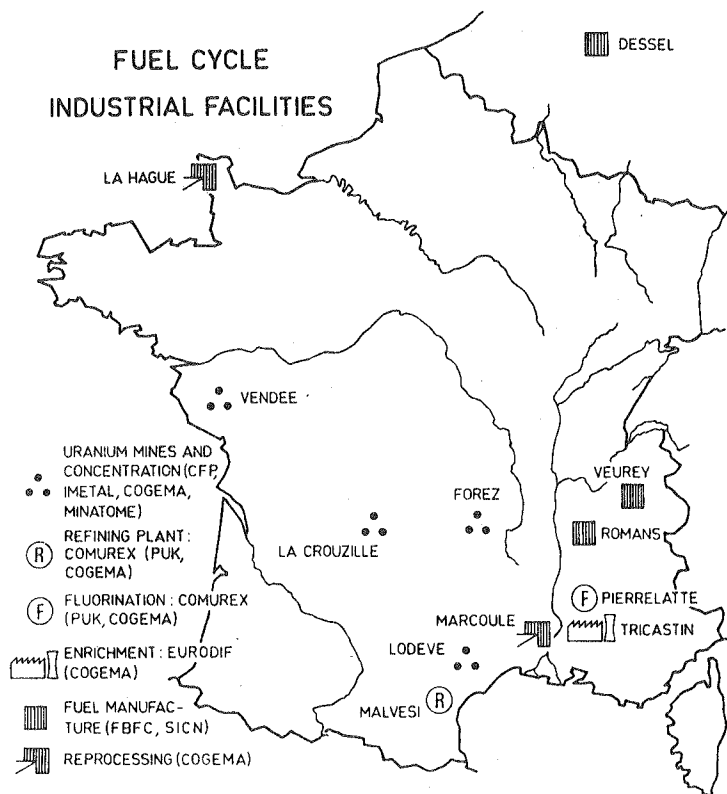 FUEL CYCLE
INDUSTRIAL FACILITIES
DESSEL
LA HAGUE
VENDEE
URANIUM MINES AND
CONCENTRATION (CFP,
IMETAL, COGEMA,
MINATOME)
VEUREY
FOREZ
R REFINING PLANT:
COMUREX (PUK,
COGEMA)
LA CROUZILLE
ROMANS
F FLUORINATION: COMUREX
(PUK, COGEMA)
F PIERRELATTE
MARCOULE
TRICASTIN
LODEVE
ENRICHMENT: EURODIF
(COGEMA)
MALVESI R
FUEL MANUFAC-
TURE (FBFC, SICN)
REPROCESSING (COGEMA)